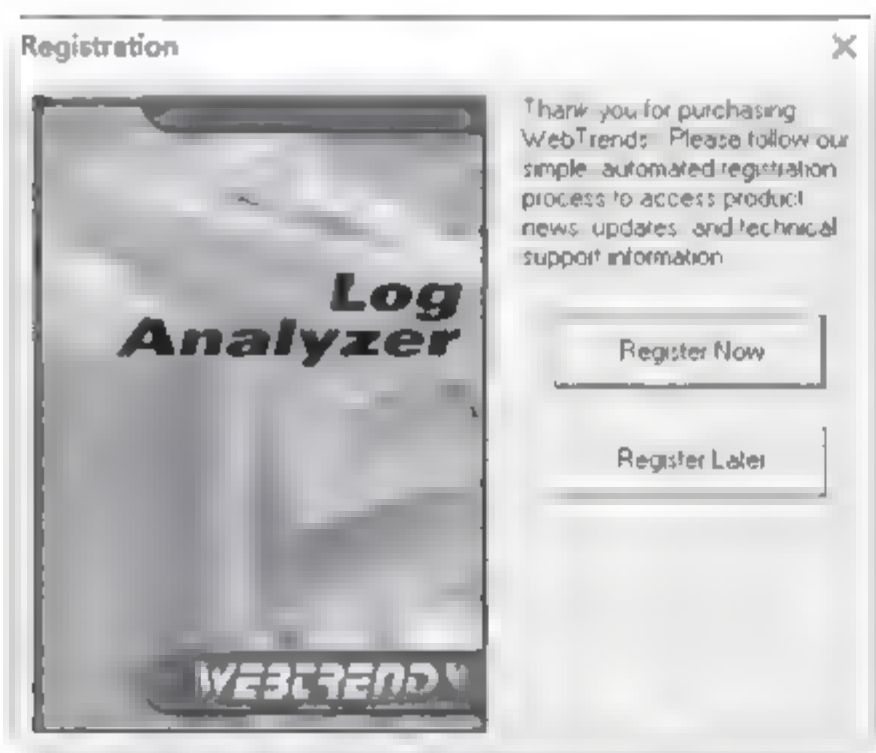 Registration
Thank you for purchasing
WebTrends. Please follow our
simple, automated registration
process to access product
news, updates, and technical
support information.
Log
Analyzer
Register Now
Register Later
WEBTRENDS